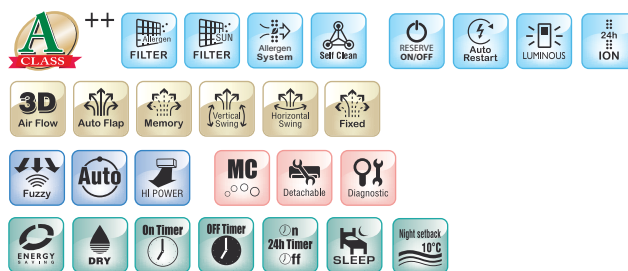 A ++
CLASS
Allergen
FILTER
SUN
FILTER
Allergen
System
Self Clean
RESERVE
ON/OFF
Auto
Restart
LUMINOUS
24h
ION
3D
Air Flow
Auto Flap
Memory
Vertical
Swing
Horizontal
Swing
Fixed
Fuzzy
Auto
HI POWER
MC
Detachable
Diagnostic
ENERGY
SAVING
DRY
On Timer
OFF Timer
On
24h Timer
Off
SLEEP
Night setback
10°C